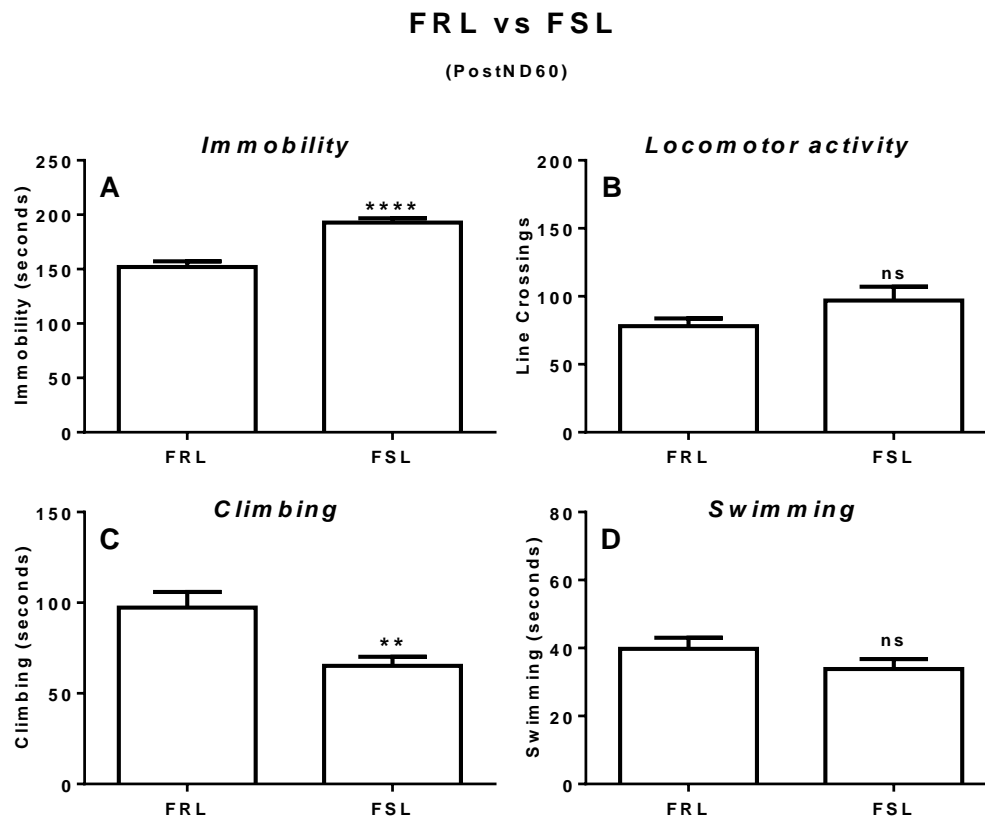 FRL vs FSL
(PostND60)
Immobility
A
Immobility (seconds)
250
200
150
100
50
0
****
FRL
FSL
Locomotor activity
B
Line Crossings
200
150
100
50
0
ns
FRL
FSL
Climbing
C
Climbing (seconds)
150
100
50
0
**
FRL
FSL
Swimming
D
Swimming (seconds)
80
60
40
20
0
ns
FRL
FSL